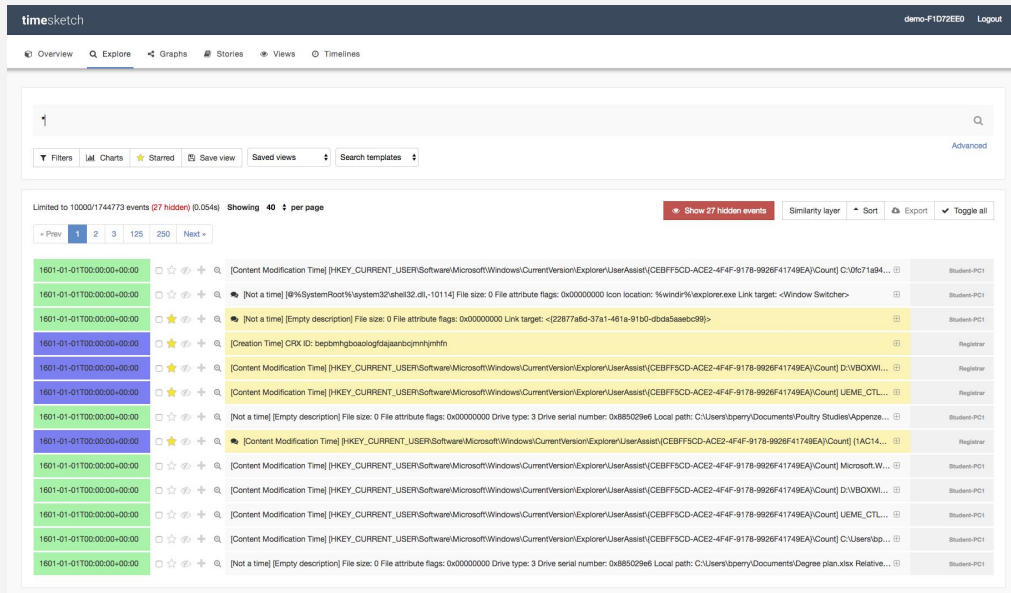 timesketch demo-F1D72EE0 Logout
Overview Explore Graphs Stories Views Timelines
*
Advanced
Filters Charts Starred Save view Saved views Search templates
Limited to 10000/1744773 events (27 hidden) (0.054s) Showing 40 per page Show 27 hidden events Similarity layer Sort Export Toggle all
« Prev 1 2 3 125 250 Next »
1601-01-01T00:00:00+00:00 [Content Modification Time] [HKEY_CURRENT_USER\Software\Microsoft\Windows\CurrentVersion\Explorer\UserAssist\{CEBFF5CD-ACE2-4F4F-9178-9926F41749EA}\Count] C:\0fc71a94... Student-PC1
1601-01-01T00:00:00+00:00 [Not a time] [@%SystemRoot%\system32\shell32.dll,-10114] File size: 0 File attribute flags: 0x00000000 Icon location: %windir%\explorer.exe Link target: <Window Switcher> Student-PC1
1601-01-01T00:00:00+00:00 [Not a time] [Empty description] File size: 0 File attribute flags: 0x00000000 Link target: <{22877a6d-37a1-461a-91b0-dbda5aaebc99}> Student-PC1
1601-01-01T00:00:00+00:00 [Creation Time] CRX ID: bepbmhgboaologfdajaanbcjmnhjmhfn Registrar
1601-01-01T00:00:00+00:00 [Content Modification Time] [HKEY_CURRENT_USER\Software\Microsoft\Windows\CurrentVersion\Explorer\UserAssist\{CEBFF5CD-ACE2-4F4F-9178-9926F41749EA}\Count] D:\VBOXWI... Registrar
1601-01-01T00:00:00+00:00 [Content Modification Time] [HKEY_CURRENT_USER\Software\Microsoft\Windows\CurrentVersion\Explorer\UserAssist\{CEBFF5CD-ACE2-4F4F-9178-9926F41749EA}\Count] UEME_CTL... Registrar
1601-01-01T00:00:00+00:00 [Not a time] [Empty description] File size: 0 File attribute flags: 0x00000000 Drive type: 3 Drive serial number: 0x885029e6 Local path: C:\Users\bperry\Documents\Poultry Studies\Appenze... Student-PC1
1601-01-01T00:00:00+00:00 [Content Modification Time] [HKEY_CURRENT_USER\Software\Microsoft\Windows\CurrentVersion\Explorer\UserAssist\{CEBFF5CD-ACE2-4F4F-9178-9926F41749EA}\Count] {1AC14... Registrar
1601-01-01T00:00:00+00:00 [Content Modification Time] [HKEY_CURRENT_USER\Software\Microsoft\Windows\CurrentVersion\Explorer\UserAssist\{CEBFF5CD-ACE2-4F4F-9178-9926F41749EA}\Count] Microsoft.W... Student-PC1
1601-01-01T00:00:00+00:00 [Content Modification Time] [HKEY_CURRENT_USER\Software\Microsoft\Windows\CurrentVersion\Explorer\UserAssist\{CEBFF5CD-ACE2-4F4F-9178-9926F41749EA}\Count] D:\VBOXWI... Student-PC1
1601-01-01T00:00:00+00:00 [Content Modification Time] [HKEY_CURRENT_USER\Software\Microsoft\Windows\CurrentVersion\Explorer\UserAssist\{CEBFF5CD-ACE2-4F4F-9178-9926F41749EA}\Count] UEME_CTL... Student-PC1
1601-01-01T00:00:00+00:00 [Content Modification Time] [HKEY_CURRENT_USER\Software\Microsoft\Windows\CurrentVersion\Explorer\UserAssist\{CEBFF5CD-ACE2-4F4F-9178-9926F41749EA}\Count] C:\Users\bp... Student-PC1
1601-01-01T00:00:00+00:00 [Not a time] [Empty description] File size: 0 File attribute flags: 0x00000000 Drive type: 3 Drive serial number: 0x885029e6 Local path: C:\Users\bperry\Documents\Degree plan.xlsx Relative... Student-PC1